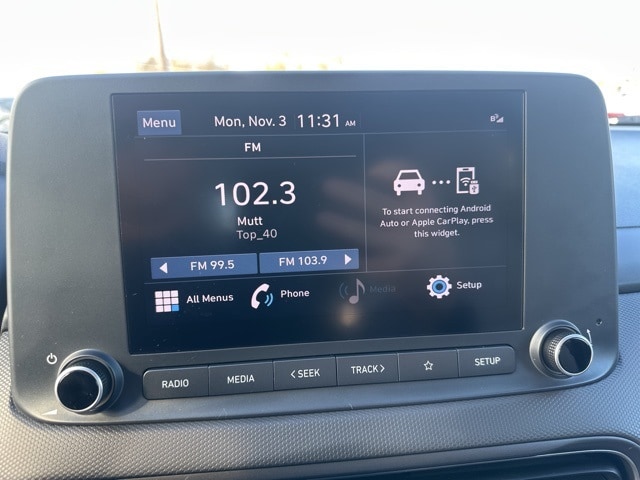 Menu
Mon, Nov. 3 11:31 AM
FM
102.3
Mutt
Top_40
FM 99.5
FM 103.9
To start connecting Android
Auto or Apple CarPlay, press
this widget.
All Menus
Phone
Media
Setup
RADIO
MEDIA
< SEEK
TRACK >
☆
SETUP